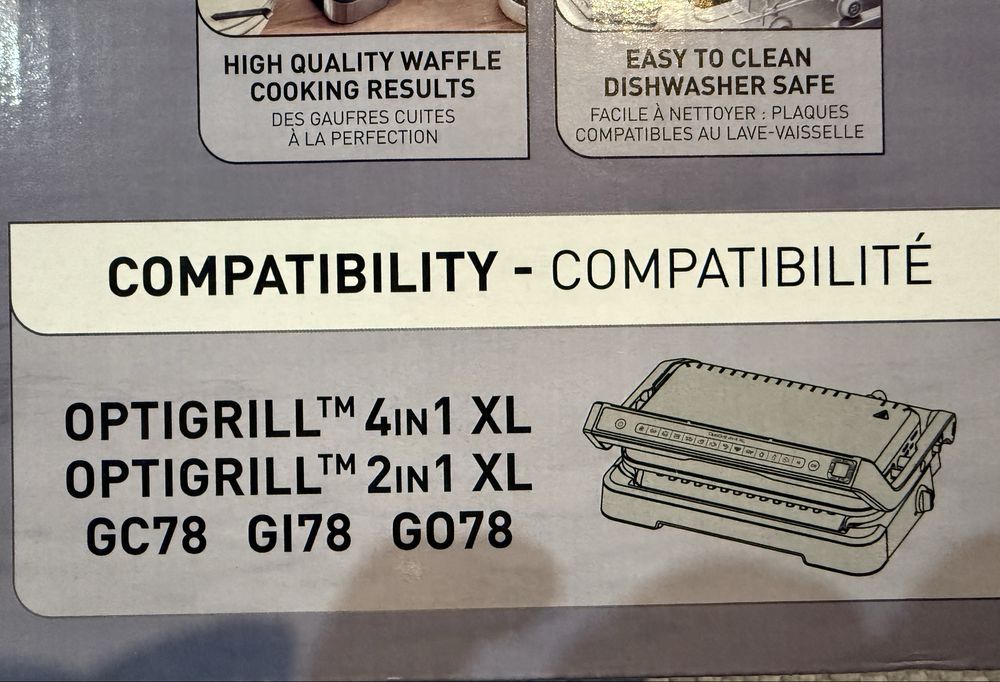 HIGH QUALITY WAFFLE
COOKING RESULTS
DES GAUFRES CUITES
À LA PERFECTION
EASY TO CLEAN
DISHWASHER SAFE
FACILE À NETTOYER : PLAQUES
COMPATIBLES AU LAVE-VAISSELLE
COMPATIBILITY - COMPATIBILITÉ
OPTIGRILL™ 4IN1 XL
OPTIGRILL™ 2IN1 XL
GC78 GI78 GO78